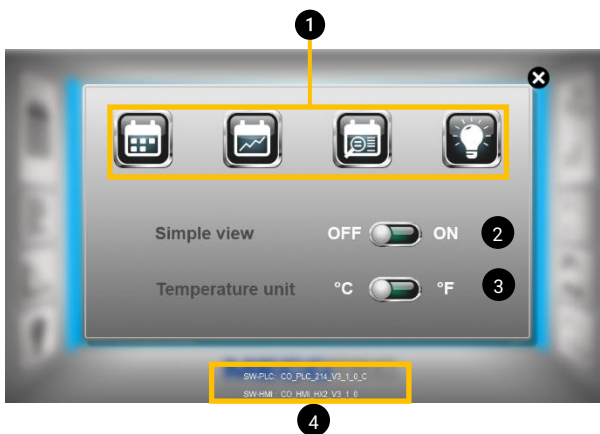 1
Simple view OFF ON 2
Temperature unit °C °F 3
SW-PLC: CO_PLC_214_V3_1_0_C
SW-HMI : CO_HMI_HX2_V3_1_0
4